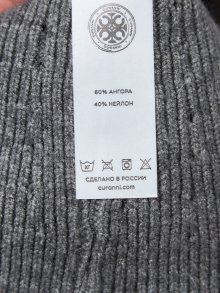 60% АНГОРА
40% НЕЙЛОН
СДЕЛАНО В РОССИИ
curanni.com